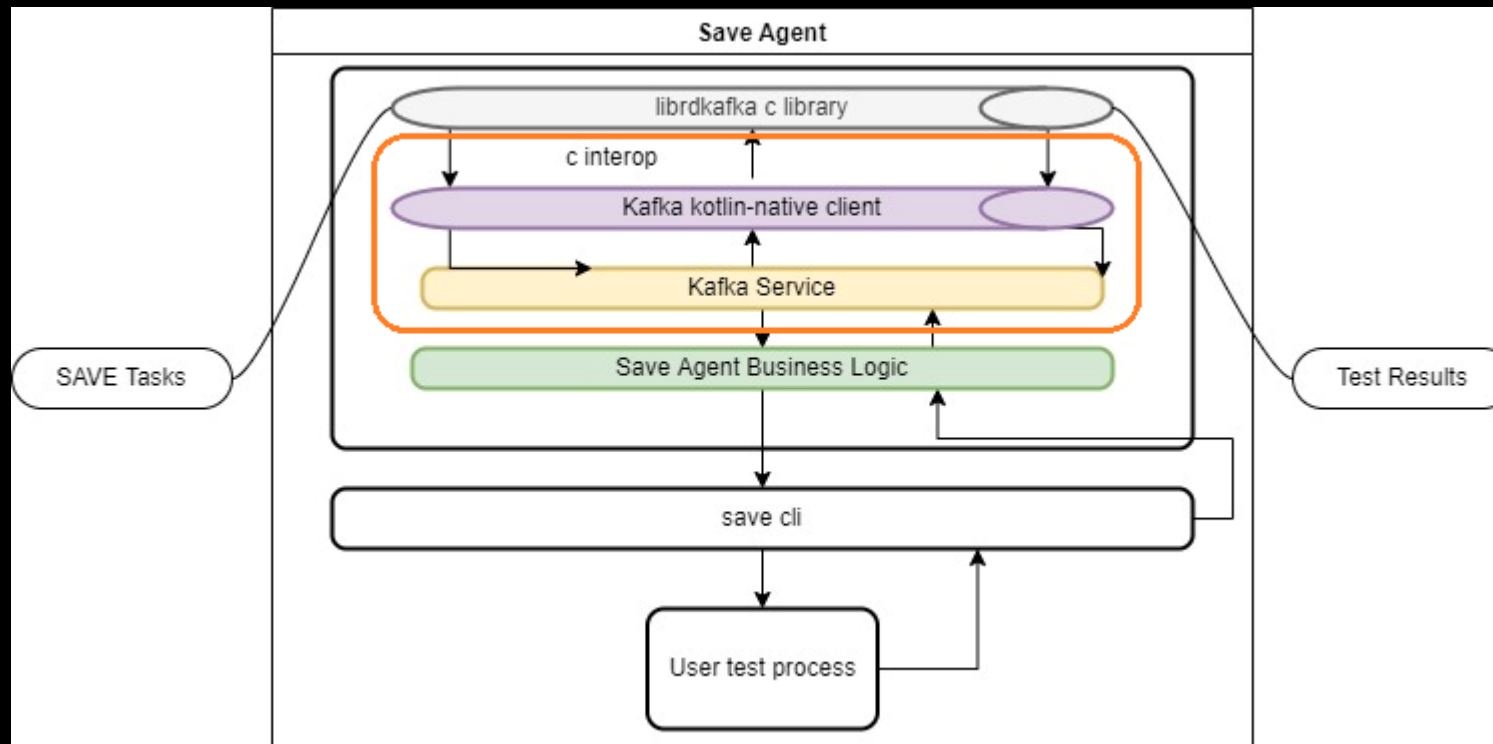 Save Agent
librdkafka c library
c interop
Kafka kotlin-native client
Kafka Service
SAVE Tasks
Save Agent Business Logic
Test Results
save cli
User test process